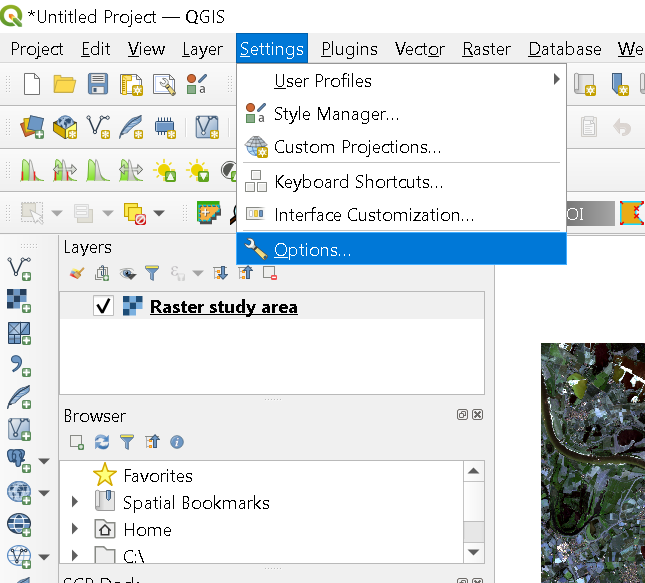 *Untitled Project — QGIS
Project Edit View Layer Settings Plugins Vector Raster Database We
User Profiles
Style Manager...
Custom Projections...
Keyboard Shortcuts...
Interface Customization...
OI
Options...
Layers
Raster study area
Browser
Favorites
Spatial Bookmarks
Home
C:\
SCP Dock